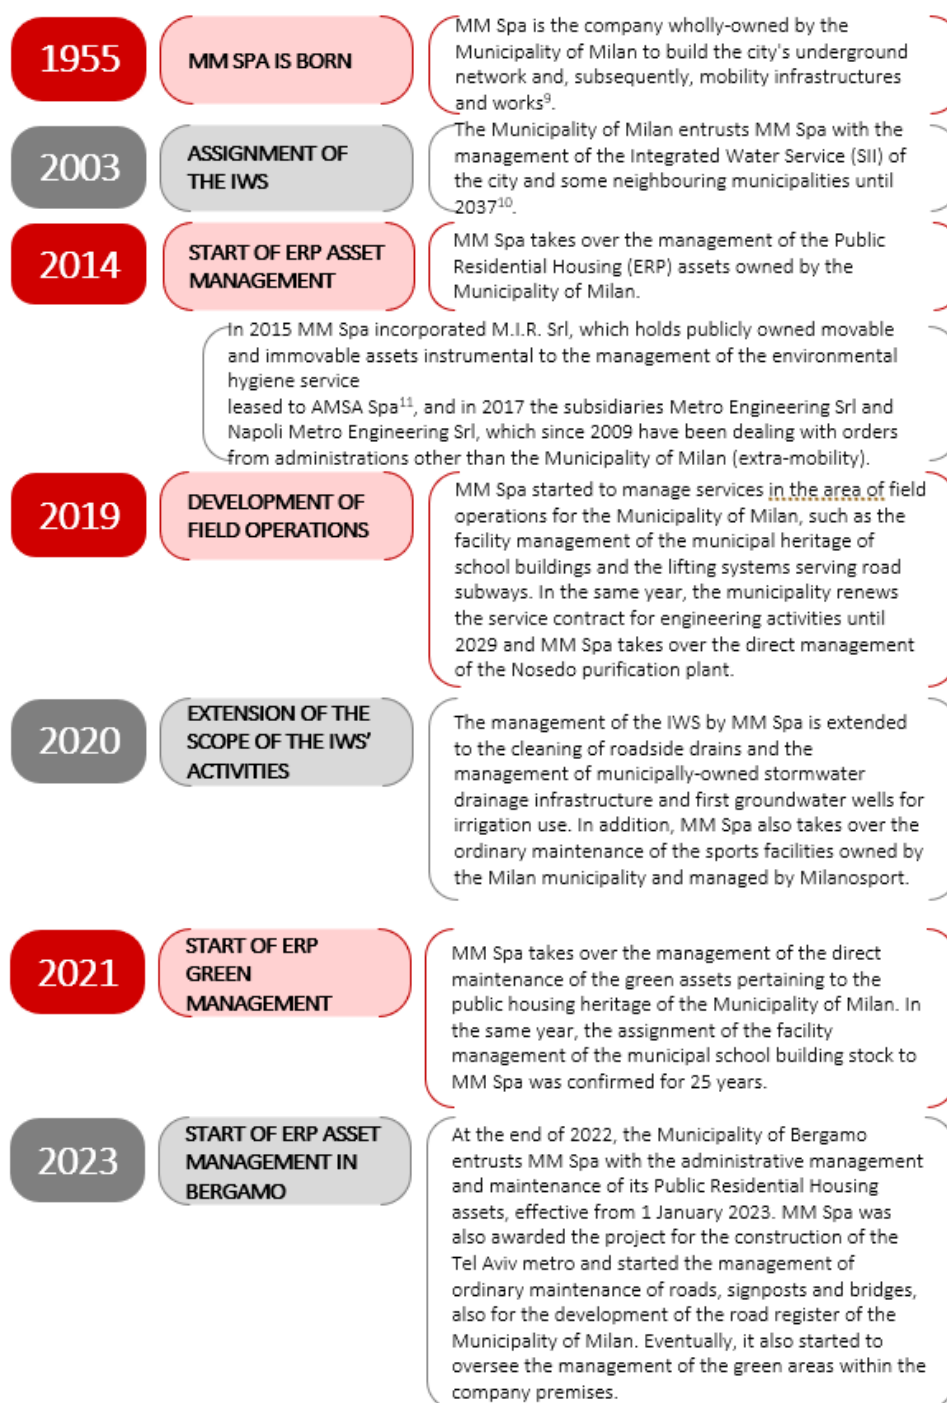 1955
MM SPA IS BORN
MM Spa is the company wholly-owned by the
Municipality of Milan to build the city's underground
network and, subsequently, mobility infrastructures
and works⁹.
2003
ASSIGNMENT OF
THE IWS
The Municipality of Milan entrusts MM Spa with the
management of the Integrated Water Service (SII) of
the city and some neighbouring municipalities until
2037¹⁰.
2014
START OF ERP ASSET
MANAGEMENT
MM Spa takes over the management of the Public
Residential Housing (ERP) assets owned by the
Municipality of Milan.
In 2015 MM Spa incorporated M.I.R. Srl, which holds publicly owned movable
and immovable assets instrumental to the management of the environmental
hygiene service
leased to AMSA Spa¹¹, and in 2017 the subsidiaries Metro Engineering Srl and
Napoli Metro Engineering Srl, which since 2009 have been dealing with orders
from administrations other than the Municipality of Milan (extra-mobility).
2019
DEVELOPMENT OF
FIELD OPERATIONS
MM Spa started to manage services in the area of field
operations for the Municipality of Milan, such as the
facility management of the municipal heritage of
school buildings and the lifting systems serving road
subways. In the same year, the municipality renews
the service contract for engineering activities until
2029 and MM Spa takes over the direct management
of the Nosedo purification plant.
2020
EXTENSION OF THE
SCOPE OF THE IWS'
ACTIVITIES
The management of the IWS by MM Spa is extended
to the cleaning of roadside drains and the
management of municipally-owned stormwater
drainage infrastructure and first groundwater wells for
irrigation use. In addition, MM Spa also takes over the
ordinary maintenance of the sports facilities owned by
the Milan municipality and managed by Milanosport.
2021
START OF ERP
GREEN
MANAGEMENT
MM Spa takes over the management of the direct
maintenance of the green assets pertaining to the
public housing heritage of the Municipality of Milan. In
the same year, the assignment of the facility
management of the municipal school building stock to
MM Spa was confirmed for 25 years.
2023
START OF ERP ASSET
MANAGEMENT IN
BERGAMO
At the end of 2022, the Municipality of Bergamo
entrusts MM Spa with the administrative management
and maintenance of its Public Residential Housing
assets, effective from 1 January 2023. MM Spa was
also awarded the project for the construction of the
Tel Aviv metro and started the management of
ordinary maintenance of roads, signposts and bridges,
also for the development of the road register of the
Municipality of Milan. Eventually, it also started to
oversee the management of the green areas within the
company premises.